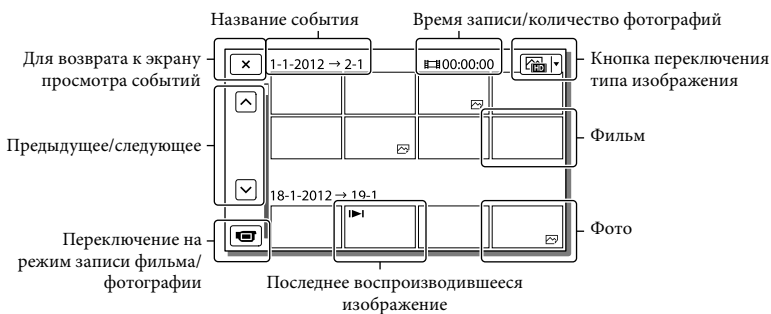 Название события
Время записи/количество фотографий
Для возврата к экрану
просмотра событий
1-1-2012 → 2-1
00:00:00
HD
Кнопка переключения
типа изображения
Предыдущее/следующее
Фильм
18-1-2012 → 19-1
Переключение на
режим записи фильма/
фотографии
Фото
Последнее воспроизводившееся
изображение